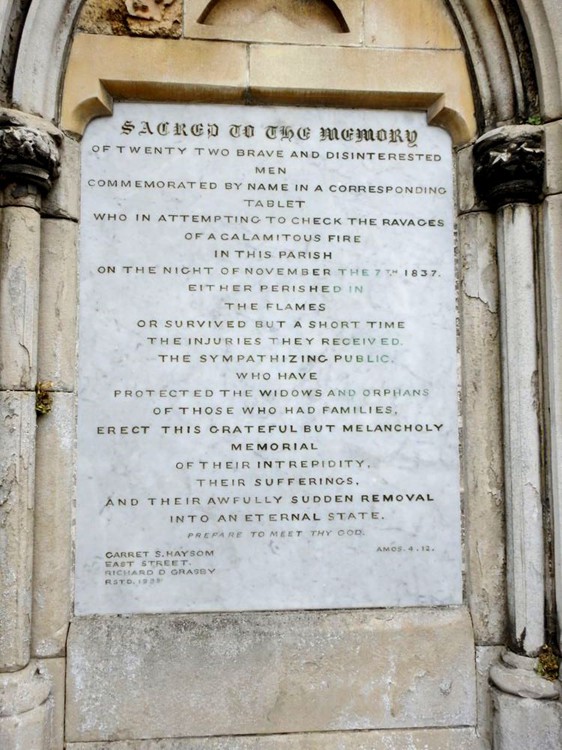 SACRED TO THE MEMORY
OF TWENTY TWO BRAVE AND DISINTERESTED
MEN
COMMEMORATED BY NAME IN A CORRESPONDING
TABLET
WHO IN ATTEMPTING TO CHECK THE RAVAGES
OF A CALAMITOUS FIRE
IN THIS PARISH
ON THE NIGHT OF NOVEMBER THE 7TH 1837.
EITHER PERISHED IN
THE FLAMES
OR SURVIVED BUT A SHORT TIME
THE INJURIES THEY RECEIVED.
THE SYMPATHIZING PUBLIC.
WHO HAVE
PROTECTED THE WIDOWS AND ORPHANS
OF THOSE WHO HAD FAMILIES,
ERECT THIS GRATEFUL BUT MELANCHOLY
MEMORIAL
OF THEIR INTREPIDITY,
THEIR SUFFERINGS,
AND THEIR AWFULLY SUDDEN REMOVAL
INTO AN ETERNAL STATE.
PREPARE TO MEET THY GOD.
AMOS. 4. 12.
GARRET S. HAYSOM
EAST STREET.
RICHARD D GRASBY
RSTD.